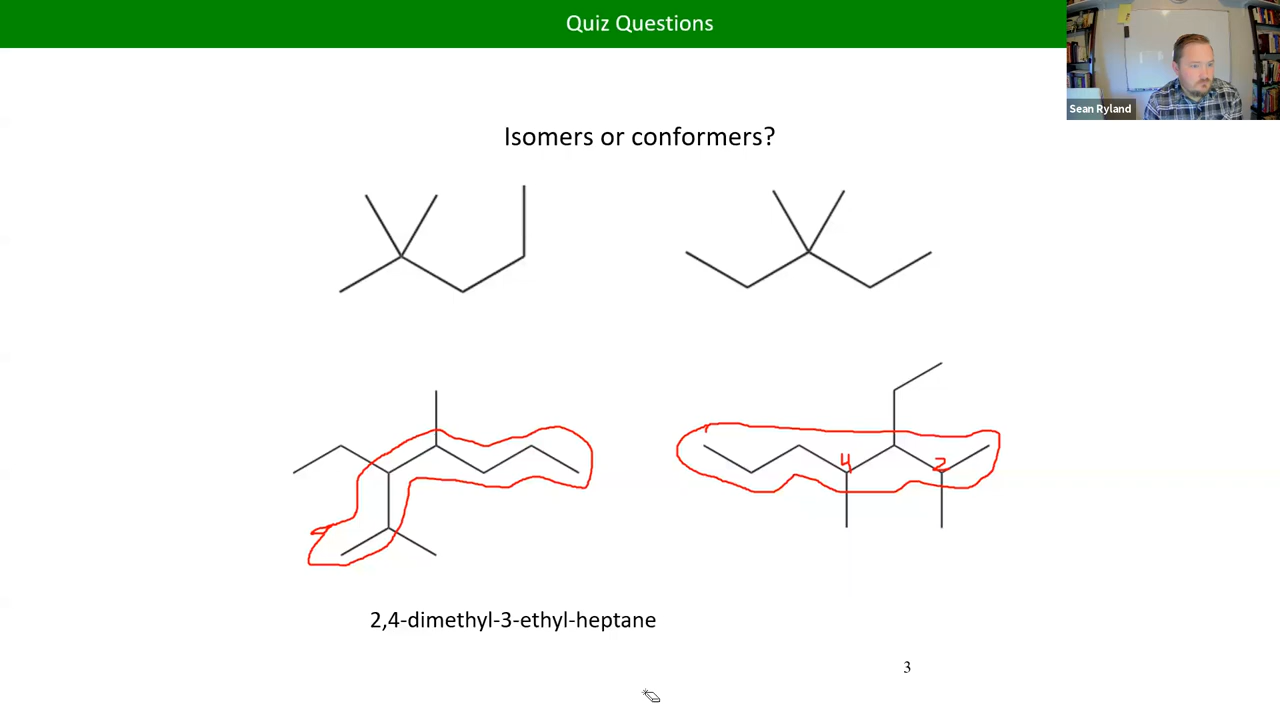 Quiz Questions
Sean Ryland
Isomers or conformers?
4
2
2,4-dimethyl-3-ethyl-heptane
3